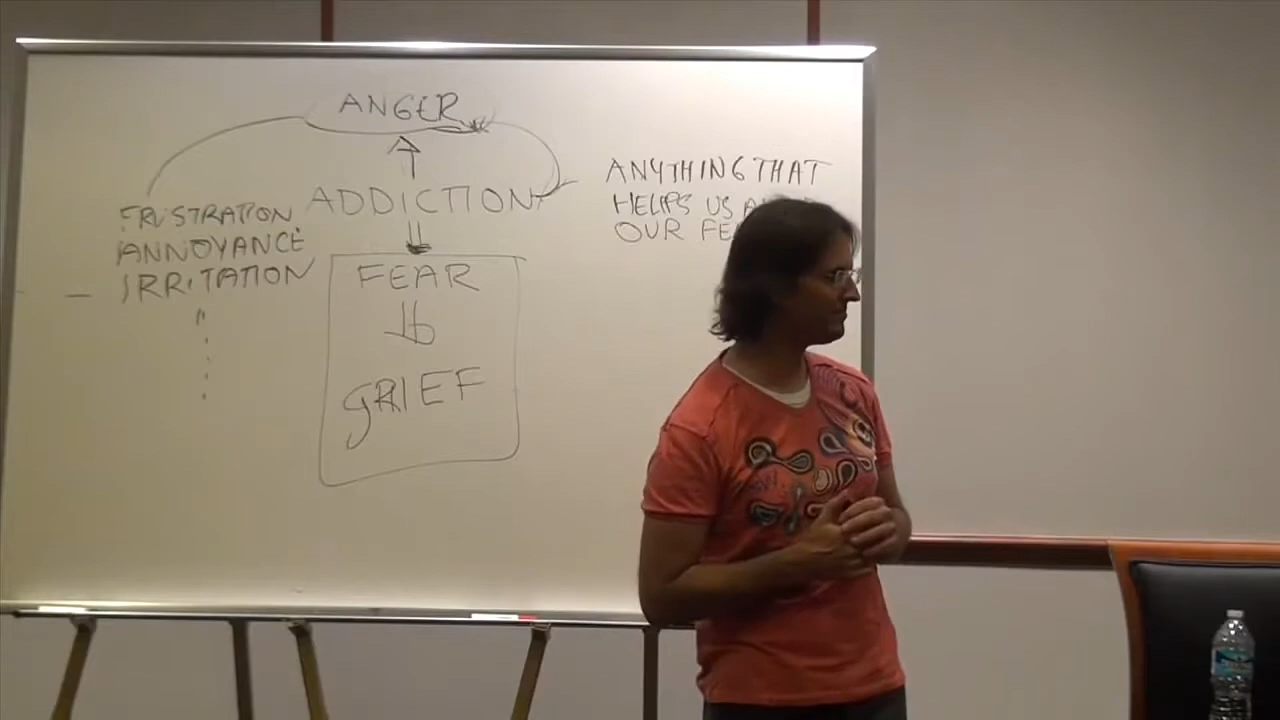 ANGER
ADDICTION
FRUSTRATION
ANNOYANCE
IRRITATION
FEAR
GRIEF
ANYTHING THAT
HELPS US
OUR